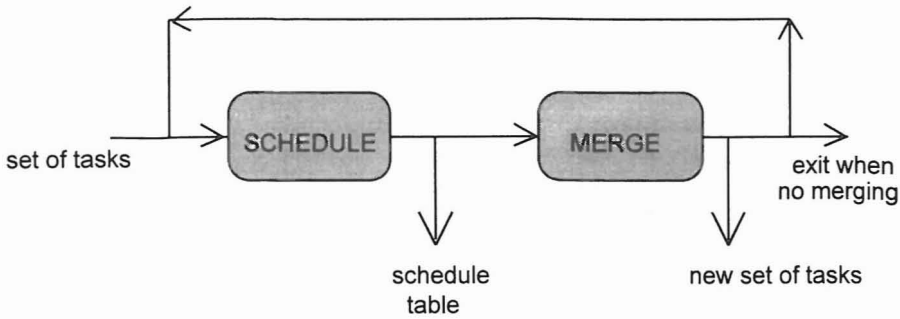 SCHEDULE
MERGE
set of tasks
exit when
no merging
schedule
table
new set of tasks